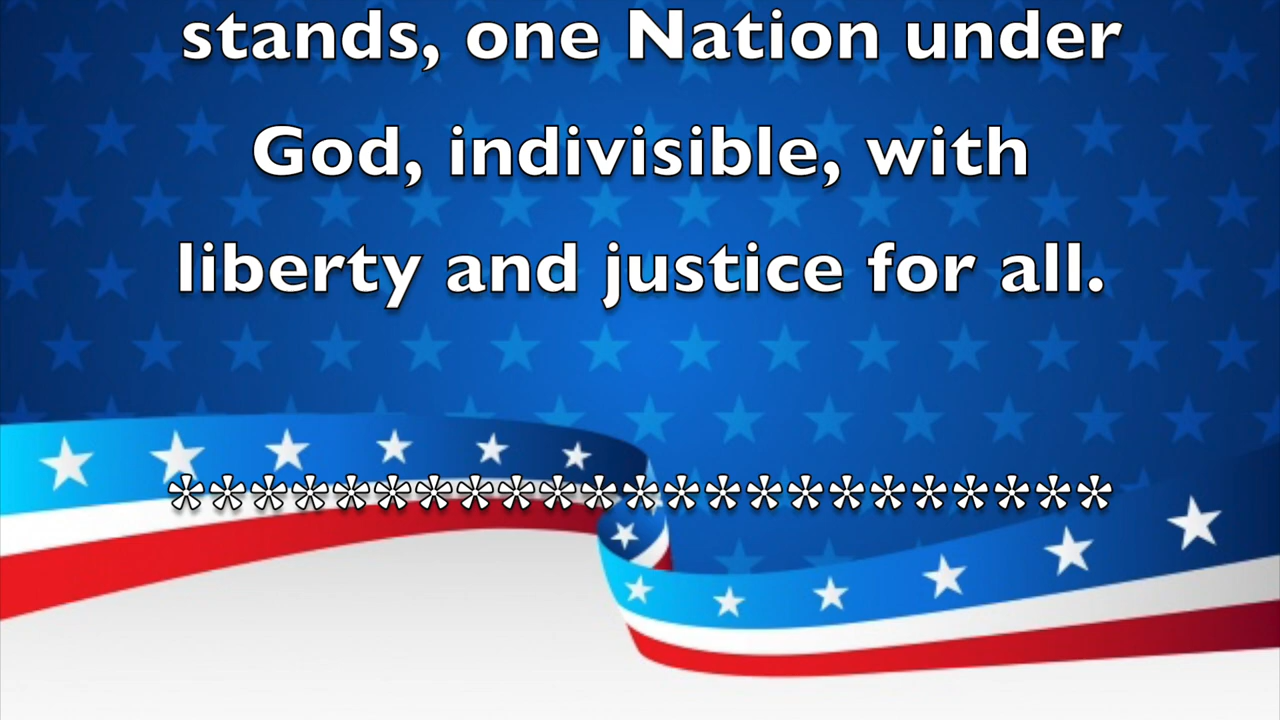 stands, one Nation under
God, indivisible, with
liberty and justice for all.
***********************